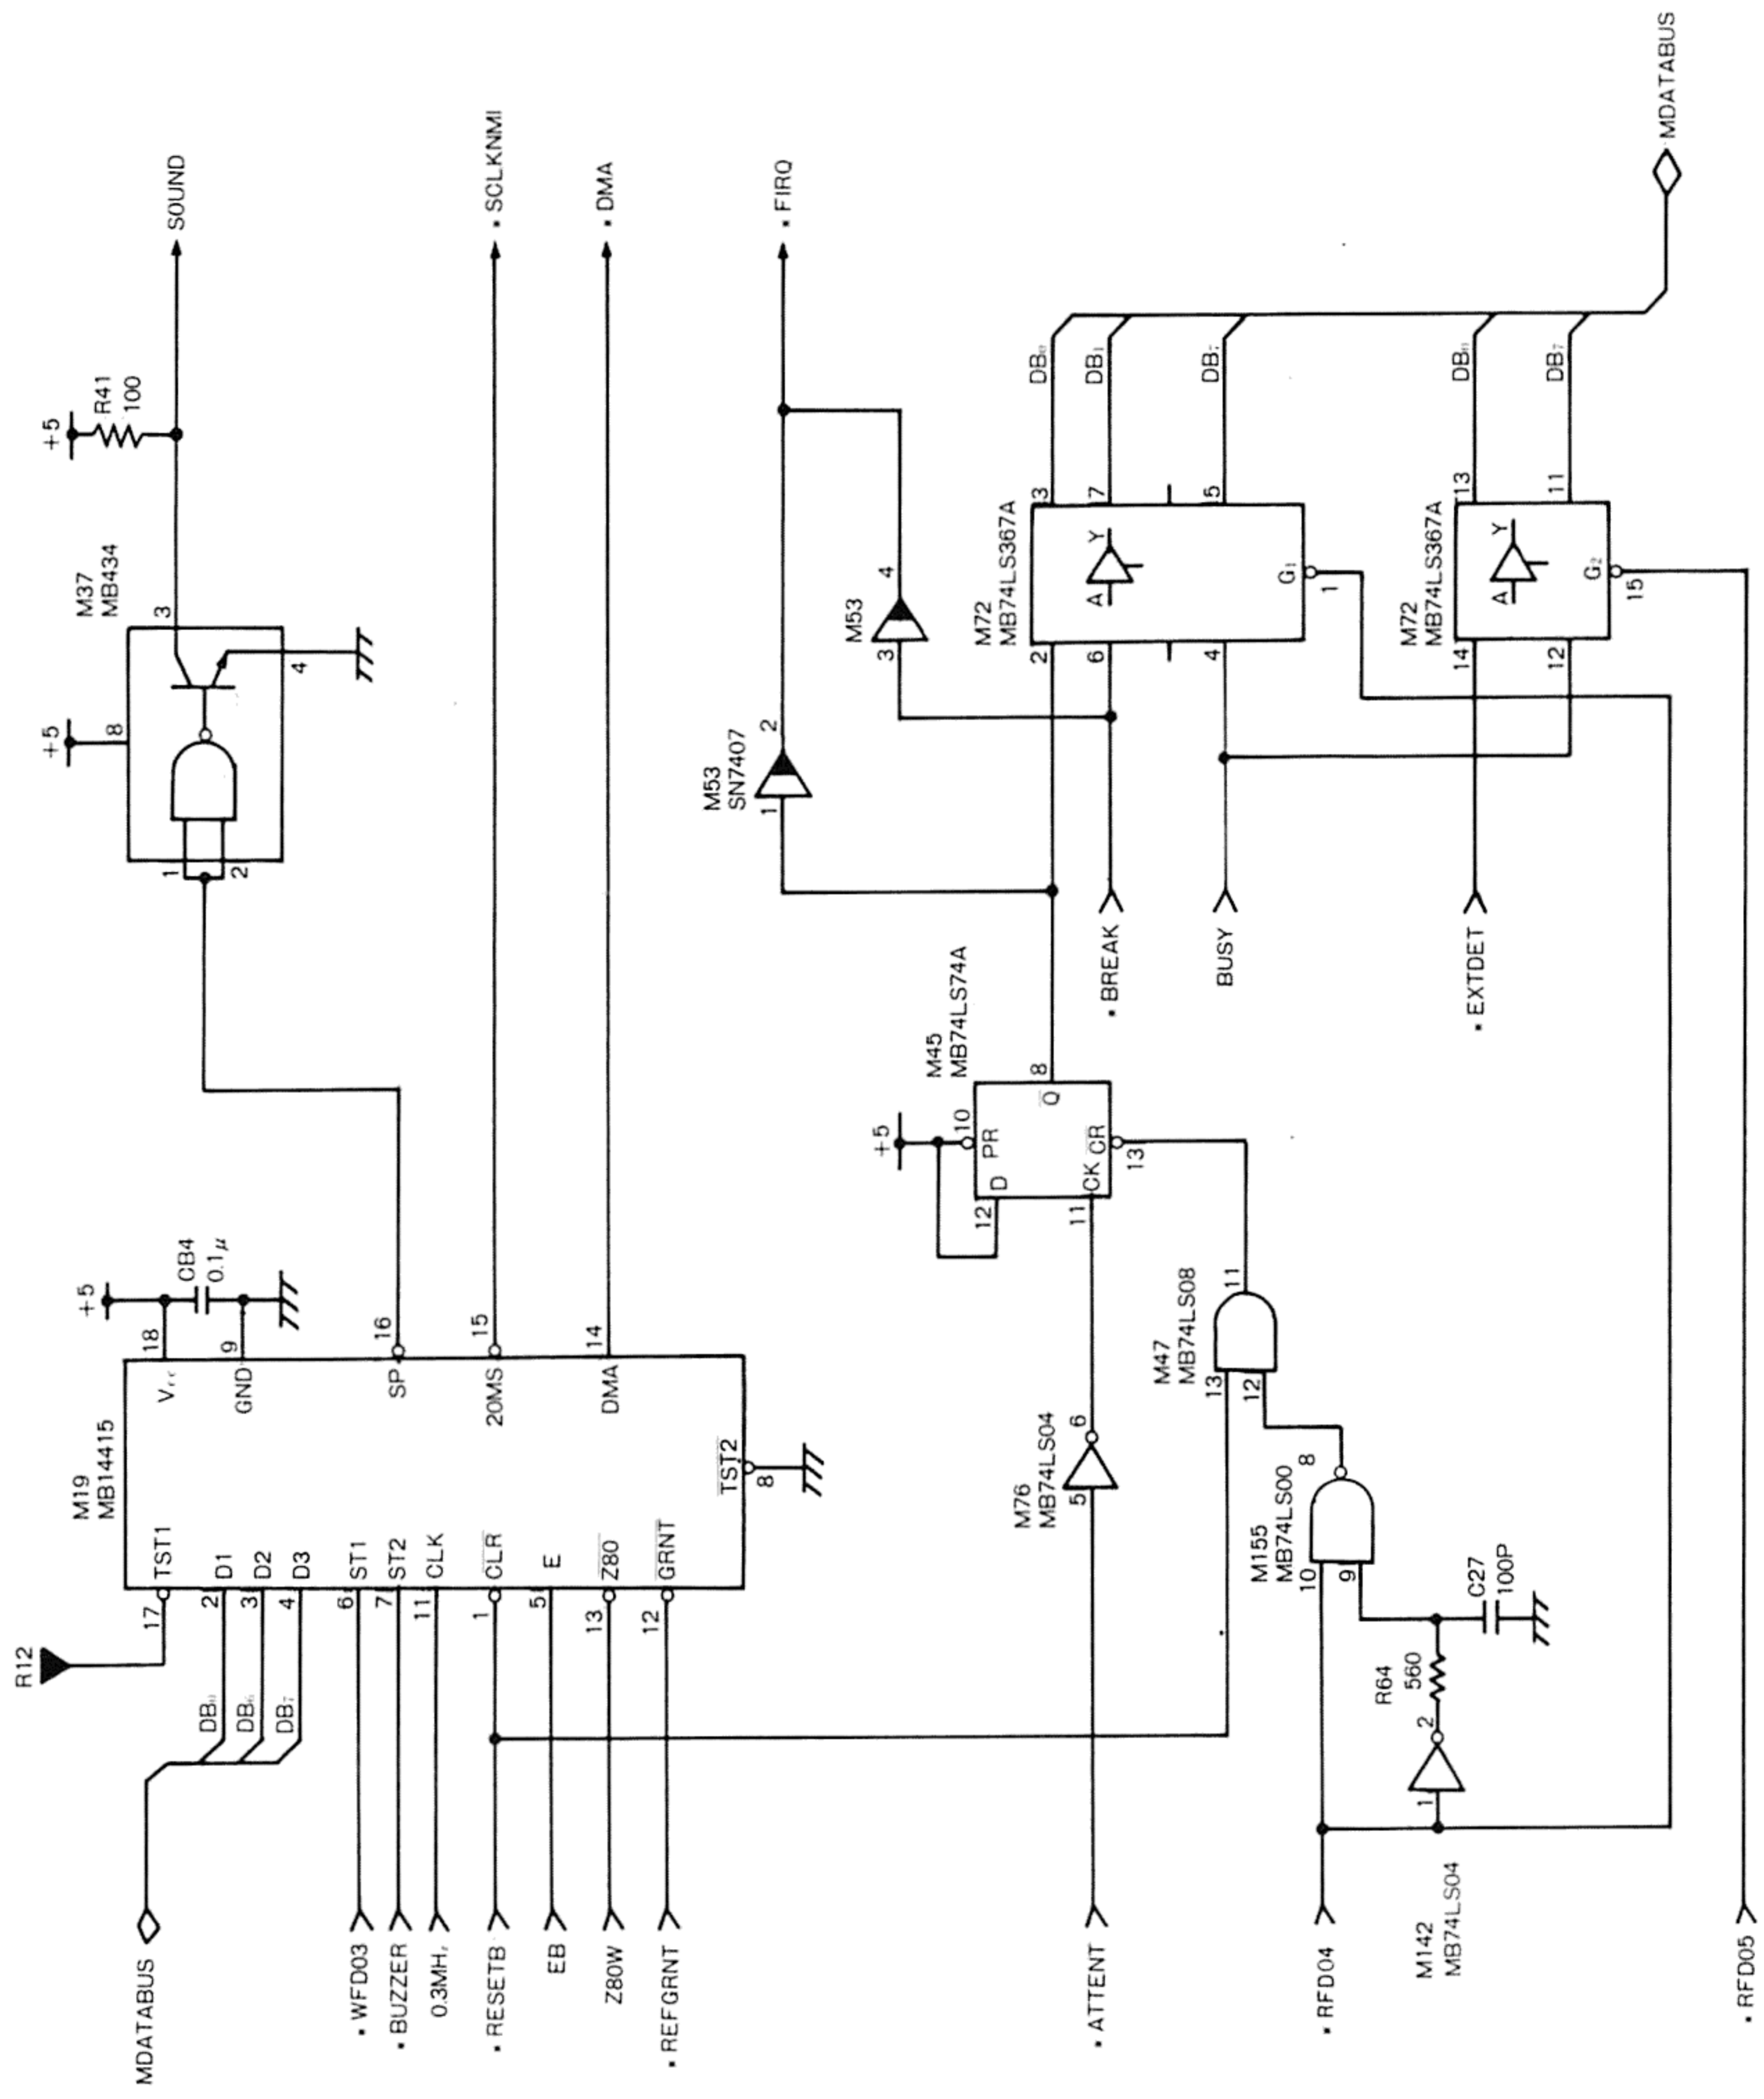 MDATABUS
*WFD03
*BUZZER
0.3MHz
*RESETB
EB
Z80W
*REFGRNT
R12
DB0
DB6
DB7
17
2
3
4
6
7
11
1
5
13
12
M19
MB14415
TST1
D1
D2
D3
ST1
ST2
CLK
CLR
E
Z80
GRNT
Vcc
GND
SP
20MS
DMA
TST2
8
18
9
16
15
14
+5
CB4
0.1μ
M37
MB434
1
2
+5
8
3
4
+5
R41
100
SOUND
*SCLKNMI
*DMA
*FIRQ
M53
SN7407
1
2
M53
3
4
*ATTENT
M76
MB74LS04
5
6
+5
M45
MB74LS74A
10
PR
D
12
CK
11
CR
13
Q
8
M47
MB74LS08
13
12
11
M155
MB74LS00
10
9
8
*RFD04
M142
MB74LS04
1
2
R64
560
C27
100P
*RFD05
*BREAK
BUSY
*EXTDET
M72
MB74LS367A
2
6
4
A
Y
G1
1
3
7
5
DB0
DB1
DB7
M72
MB74LS367A
14
12
A
Y
G2
15
13
11
DB0
DB7
MDATABUS